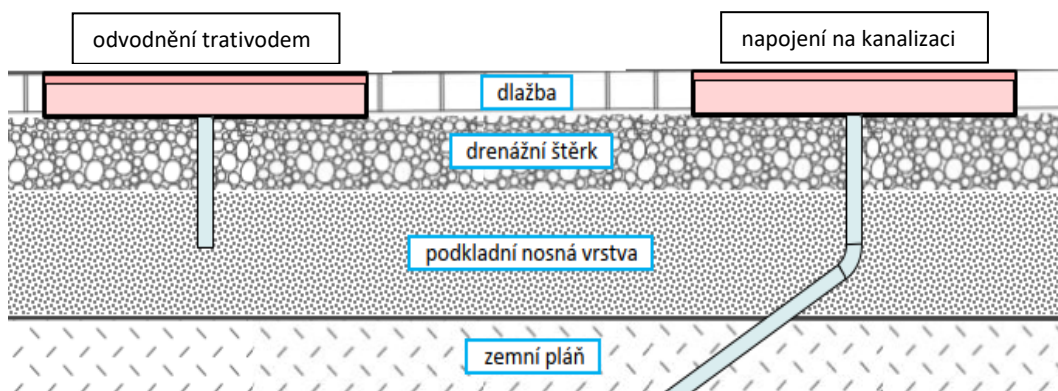 odvodnění trativodem
napojení na kanalizaci
dlažba
drenážní štěrk
podkladní nosná vrstva
zemní pláň